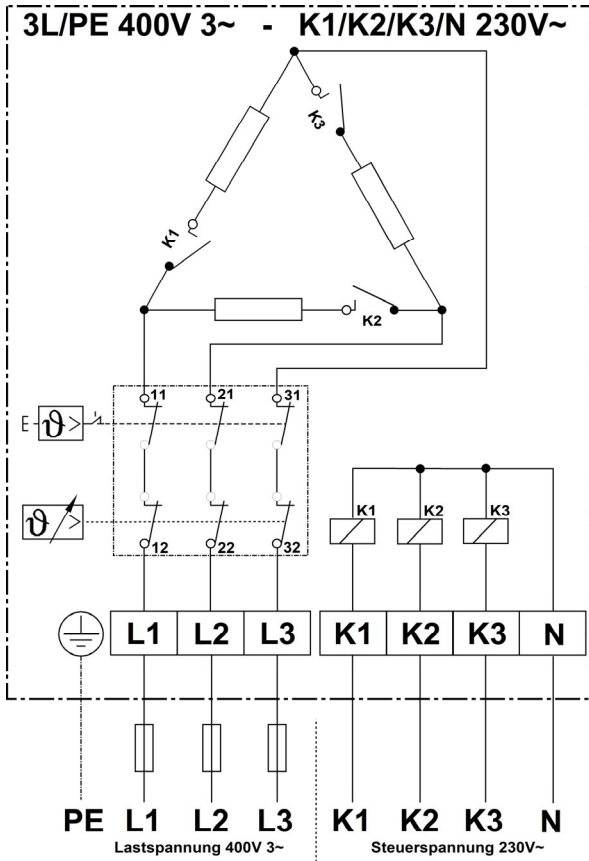 3L/PE 400V 3~ - K1/K2/K3/N 230V~
K3
K1
K2
11 21 31
ϑ >
ϑ >
12 22 32
K1 K2 K3
L1 L2 L3 K1 K2 K3 N
PE L1 L2 L3 K1 K2 K3 N
Lastspannung 400V 3~ Steuerspannung 230V~